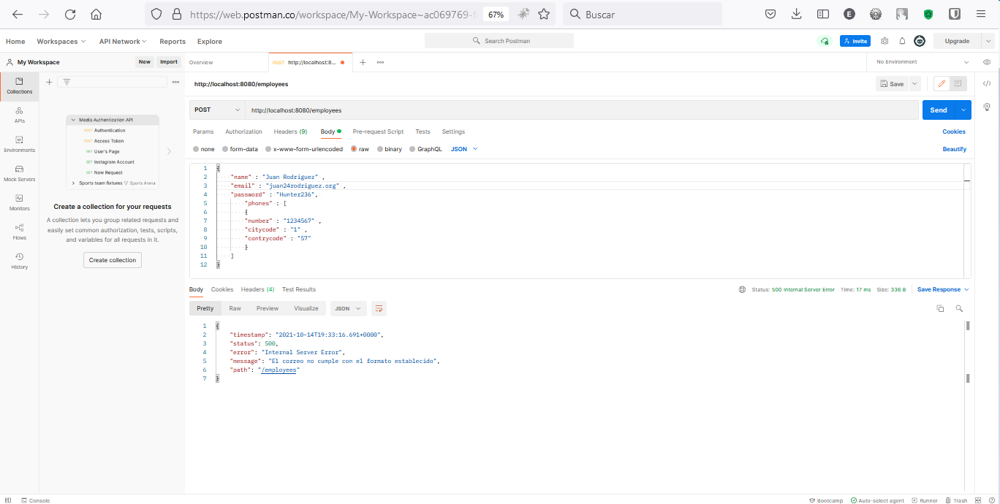 https://web.postman.co/workspace/My-Workspace~ac069769-f
67%
Buscar
E
Home
Workspaces
API Network
Reports
Explore
Search Postman
Invite
Upgrade
My Workspace
New
Import
Overview
POST http://localhost:8...
No Environment
Collections
APIs
Environments
Mock Servers
Monitors
Flows
History
Media Authentication API
POST Authentication
POST Access Token
GET User's Page
GET Instagram Account
GET New Request
Sports team fixtures Sports Arena
Create a collection for your requests
A collection lets you group related requests and
easily set common authorization, tests, scripts,
and variables for all requests in it.
Create collection
http://localhost:8080/employees
Save
POST
http://localhost:8080/employees
Send
Params
Authorization
Headers (9)
Body
Pre-request Script
Tests
Settings
Cookies
none
form-data
x-www-form-urlencoded
raw
binary
GraphQL
JSON
Beautify
1 {
2 "name" : "Juan Rodriguez" ,
3 "email" : "juan24rodriguez.org" ,
4 "password" : "Hunter236",
5 "phones" : [
6 {
7 "number" : "1234567" ,
8 "citycode" : "1" ,
9 "contrycode" : "57"
10 }
11 ]
12 }
Body
Cookies
Headers (4)
Test Results
Status: 500 Internal Server Error
Time: 17 ms
Size: 336 B
Save Response
Pretty
Raw
Preview
Visualize
JSON
1 {
2 "timestamp": "2021-10-14T19:33:16.691+0000",
3 "status": 500,
4 "error": "Internal Server Error",
5 "message": "El correo no cumple con el formato establecido",
6 "path": "/employees"
7 }
Console
Bootcamp
Auto-select agent
Runner
Trash